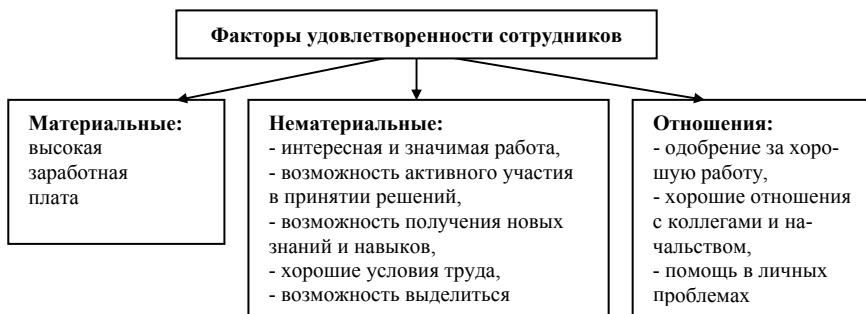 Факторы удовлетворенности сотрудников
Материальные:
высокая
заработная
плата
Нематериальные:
- интересная и значимая работа,
- возможность активного участия
в принятии решений,
- возможность получения новых
знаний и навыков,
- хорошие условия труда,
- возможность выделиться
Отношения:
- одобрение за хоро-
шую работу,
- хорошие отношения
с коллегами и на-
чальством,
- помощь в личных
проблемах